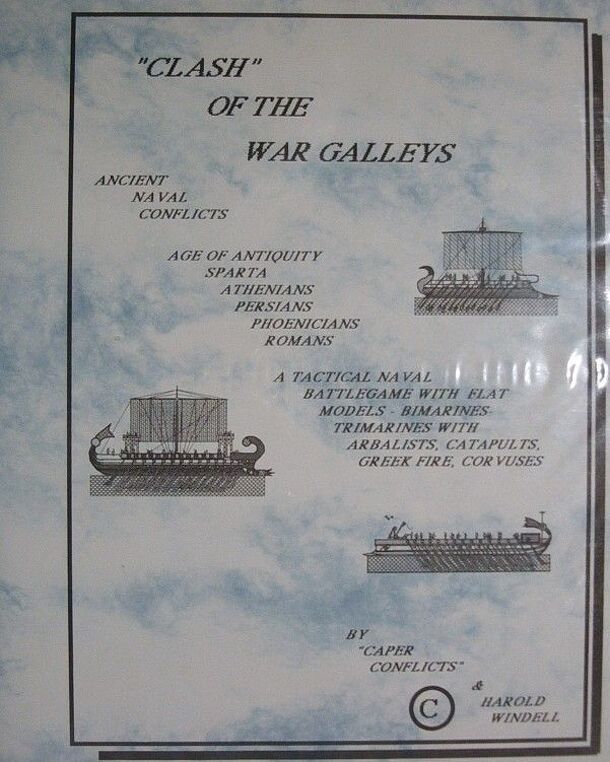 "CLASH"
OF THE
WAR GALLEYS
ANCIENT
NAVAL
CONFLICTS
AGE OF ANTIQUITY
SPARTA
ATHENIANS
PERSIANS
PHOENICIANS
ROMANS
A TACTICAL NAVAL
BATTLEGAME WITH FLAT
MODELS - BIMARINES-
TRIMARINES WITH
ARBALISTS, CATAPULTS,
GREEK FIRE, CORVUSES
BY
"CAPER
CONFLICTS"
&
©
HAROLD
WINDELL